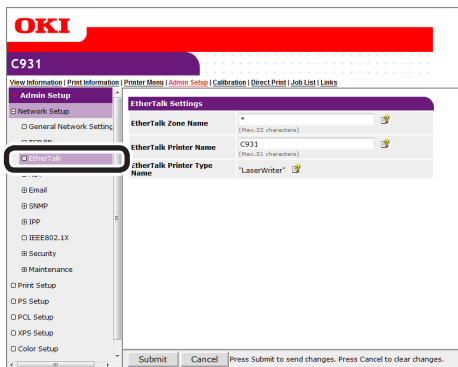 OKI
C931
View Information | Print Information | Printer Menu | Admin Setup | Calibration | Direct Print | Job List | Links
Admin Setup
Network Setup
General Network Setting
TCP/IP
EtherTalk
Email
SNMP
IPP
IEEE802.1X
Security
Maintenance
Print Setup
PS Setup
PCL Setup
XPS Setup
Color Setup
EtherTalk Settings
EtherTalk Zone Name
*
(Max.32 characters)
EtherTalk Printer Name
C931
(Max.31 characters)
EtherTalk Printer Type
Name
"LaserWriter"
Submit Cancel Press Submit to send changes. Press Cancel to clear changes.